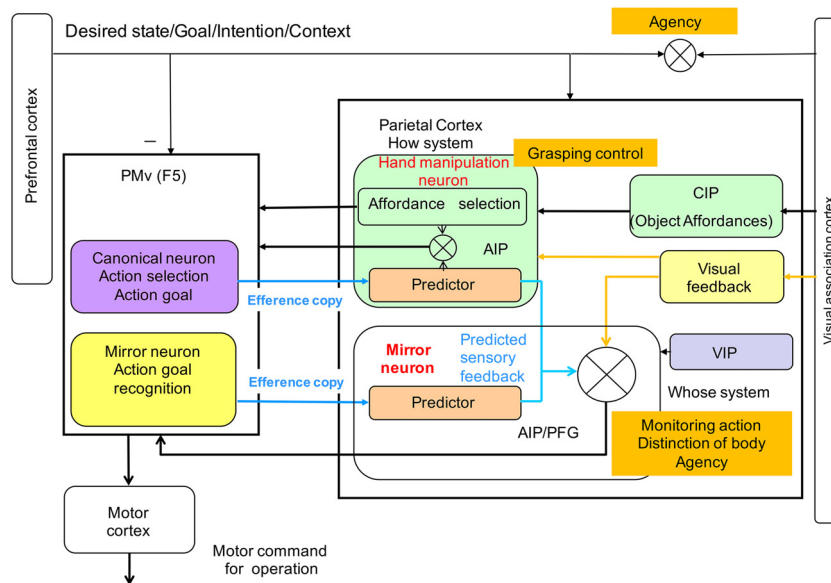 Desired state/Goal/Intention/Context
Agency
Prefrontal cortex
Visual association cortex
–
PMv (F5)
Canonical neuron
Action selection
Action goal
Mirror neuron
Action goal
recognition
Efference copy
Efference copy
Parietal Cortex
How system
Hand manipulation
neuron
Grasping control
Affordance selection
AIP
Predictor
CIP
(Object Affordances)
Visual
feedback
Mirror
neuron
Predicted
sensory
feedback
Predictor
AIP/PFG
VIP
Whose system
Monitoring action
Distinction of body
Agency
Motor
cortex
Motor command
for operation